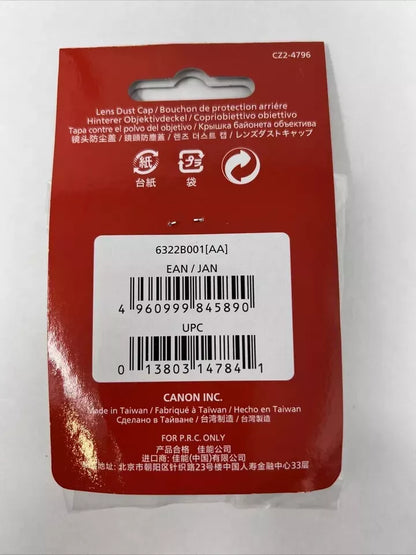 CZ2-4796
Lens Dust Cap / Bouchon de protection arriére
Hinterer Objektivdeckel / Copriobiettivo obiettivo
Tapa contre el polvo del objetivo / Крышка байонета объектива
镜头防尘盖 / 鏡頭防塵蓋 / 렌즈 더스트 캡 / レンズダストキャップ
紙 プラ
台紙 袋
6322B001[AA]
EAN / JAN
4 960999 845890
UPC
0 13803 14784 1
CANON INC.
Made in Taiwan / Fabriqué à Taïwan / Hecho en Taiwan
Сделано в Тайване / 台湾制造 / 台灣製造
FOR P.R.C. ONLY
产品合格 佳能公司
进口商: 佳能(中国)有限公司
地址: 北京市朝阳区针织路23号楼中国人寿金融中心33层